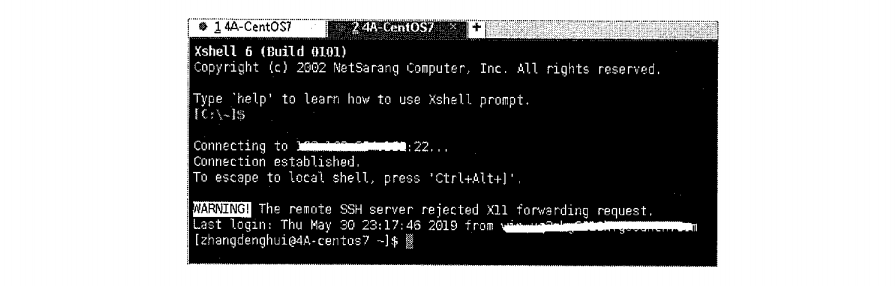 1 4A-CentOS7 2 4A-CentOS7 × +
Xshell 6 (Build 0101)
Copyright (c) 2002 NetSarang Computer, Inc. All rights reserved.
Type `help' to learn how to use Xshell prompt.
[C:\~]$
Connecting to :22...
Connection established.
To escape to local shell, press 'Ctrl+Alt+]'.
WARNING! The remote SSH server rejected X11 forwarding request.
Last login: Thu May 30 23:17:46 2019 from
[zhangdenghui@4A-centos7 ~]$